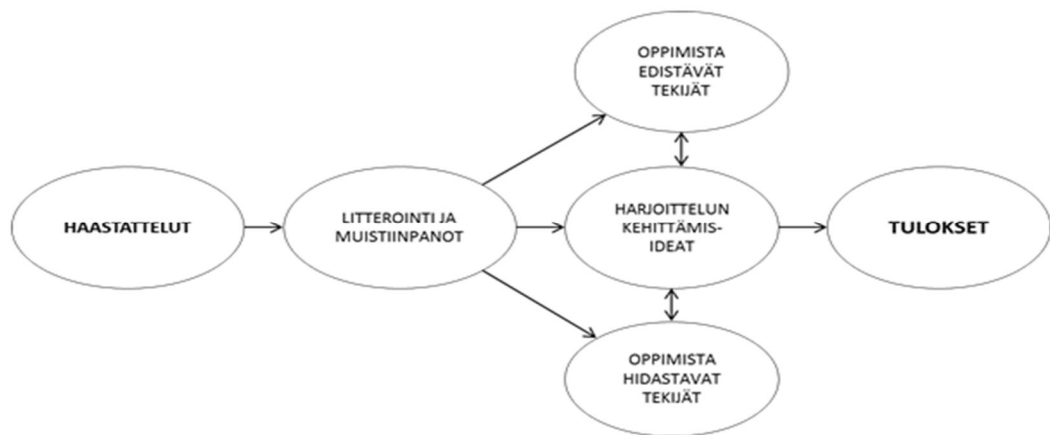 OPPIMISTA
EDISTÄVÄT
TEKIJÄT
HAASTATTELUT
LITTEROINTI JA
MUISTIINPANOT
HARJOITTELUN
KEHITTÄMIS-
IDEAT
TULOKSET
OPPIMISTA
HIDASTAVAT
TEKIJÄT